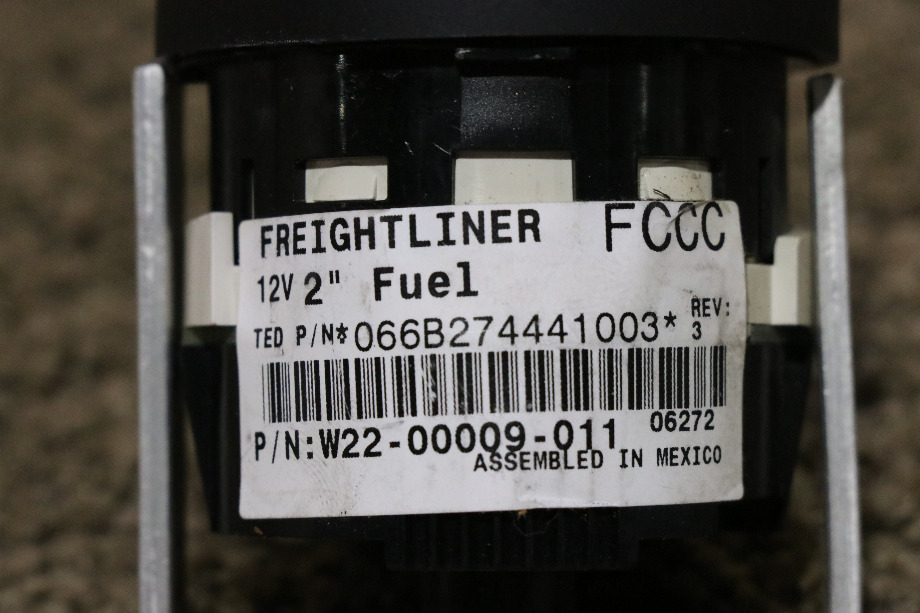 FREIGHTLINER FCCC
12V 2" Fuel
TED P/N*066B274441003* REV: 3
06272
P/N:W22-00009-011
ASSEMBLED IN MEXICO